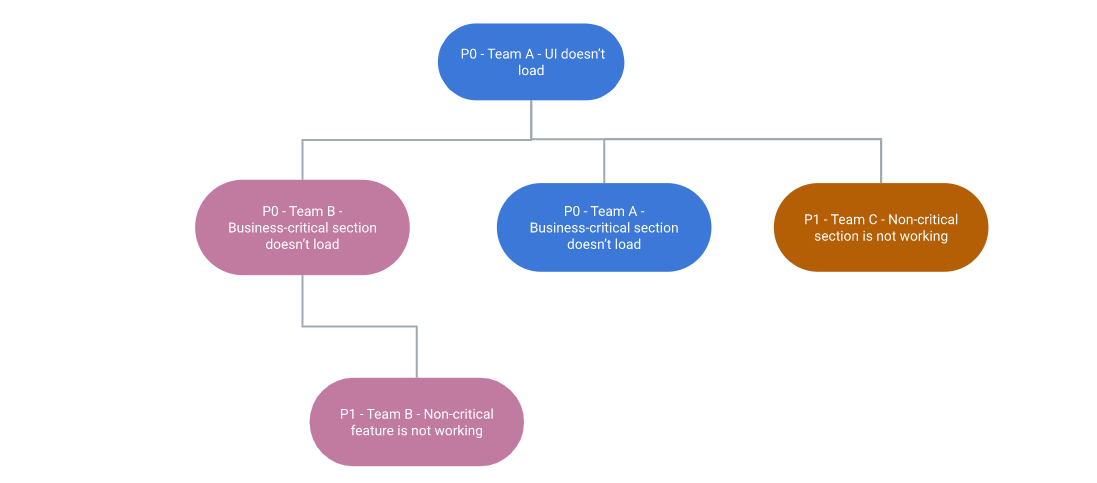 P0 - Team A - UI doesn’t
load
P0 - Team B -
Business-critical section
doesn’t load
P0 - Team A -
Business-critical section
doesn’t load
P1 - Team C - Non-critical
section is not working
P1 - Team B - Non-critical
feature is not working